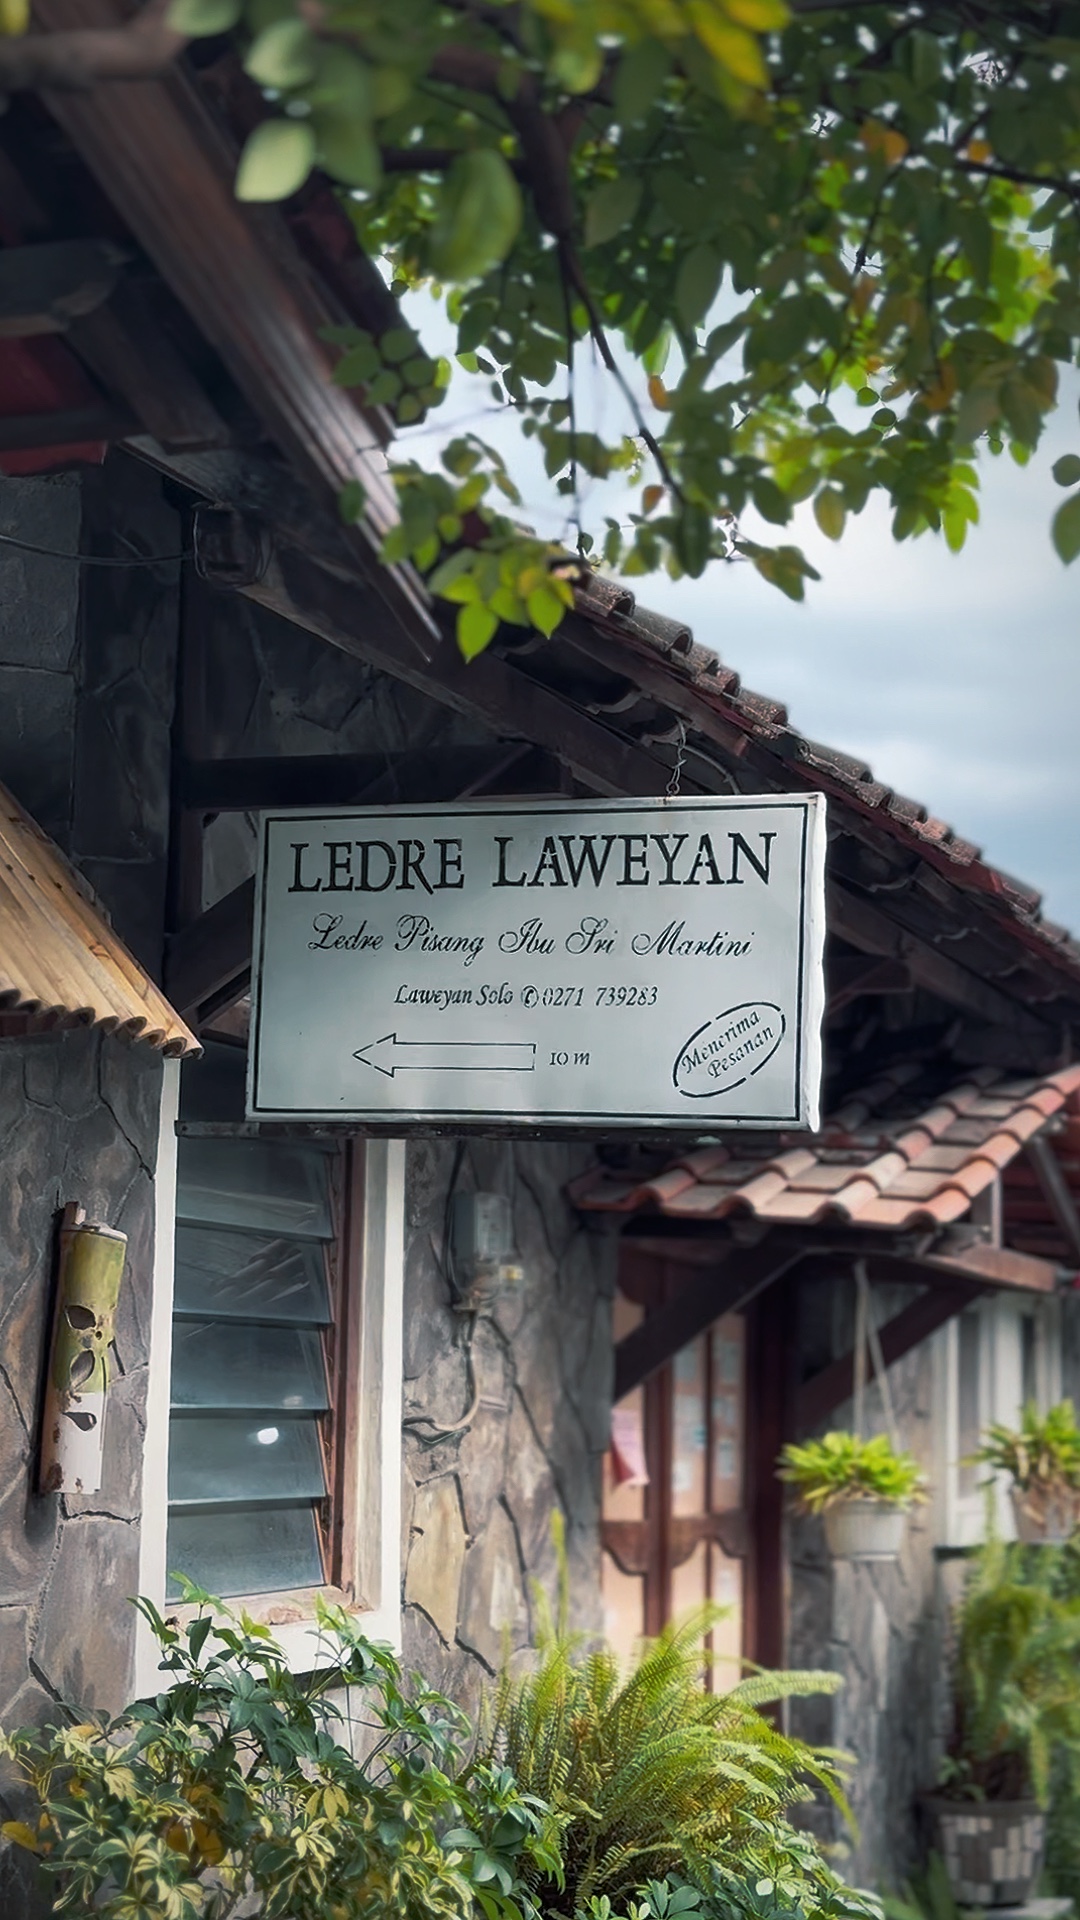 LEDRE LAWEYAN
Ledre Pisang Ibu Sri Martini
Laweyan Solo ✆ 0271 739283
10 m
Menerima
Pesanan